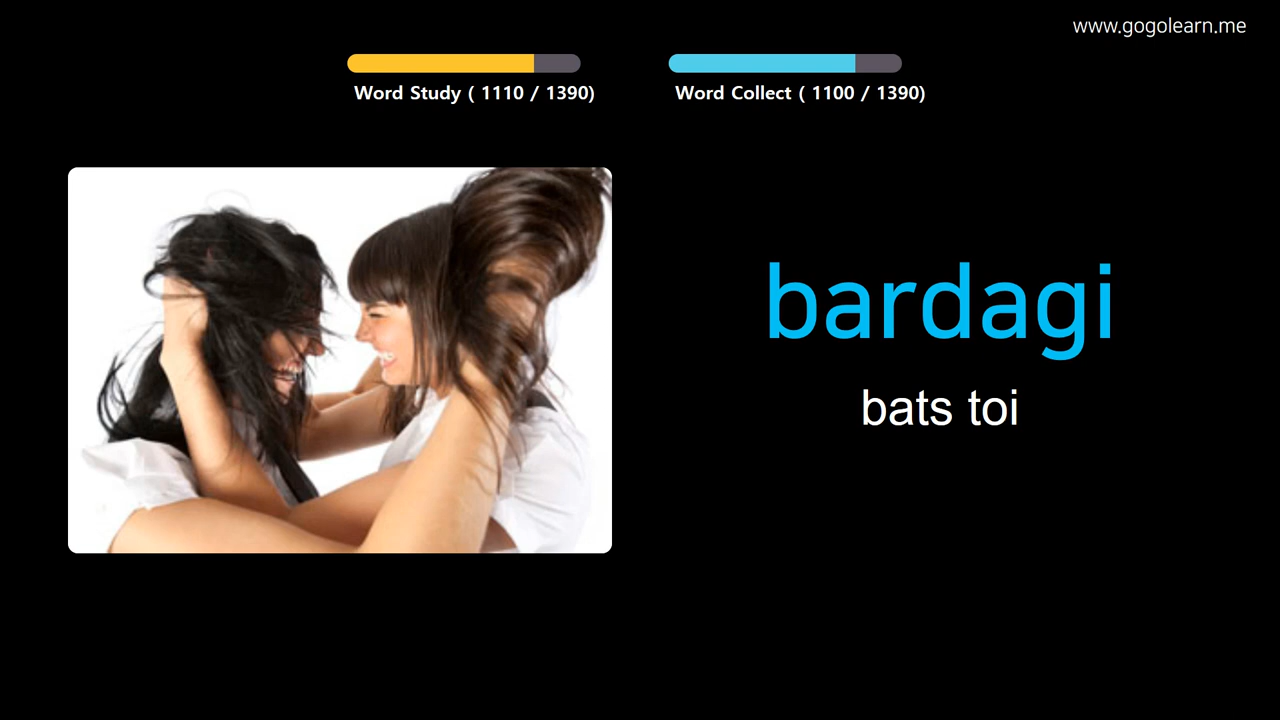 www.gogolearn.me
Word Study ( 1110 / 1390)
Word Collect ( 1100 / 1390)
bardagi
bats toi